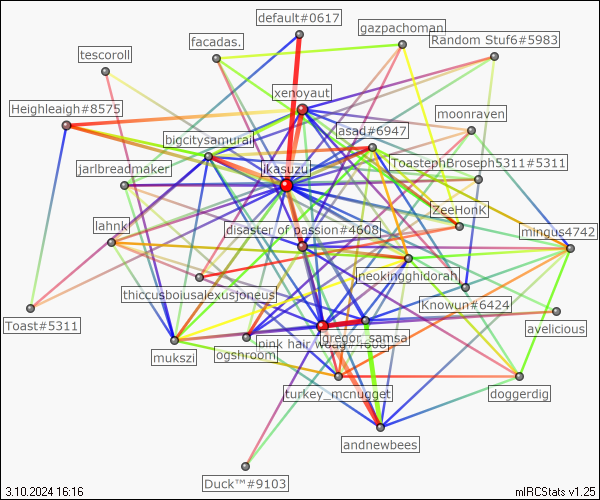 default#0617
gazpachoman
facadas.
Random Stuf6#5983
tescoroll
xenoyaut
Heighleaigh#8575
moonraven
asad#6947
bigcitysamurai
ToastephBroseph5311#5311
jarlbreadmaker
ikasuzu
ZeeHonk
lahnk
disaster of passion#4608
mingus4742
neokingghidorah
thiccusboiusalexusjoneus
Knowun#6424
Toast#5311
avelicious
gregor_samsa
pink hair
mukszi
ogshroom
turkey_mcnugget
doggerdig
andnewbees
Duck™#9103
3.10.2024 16:16
mIRCStats v1.25